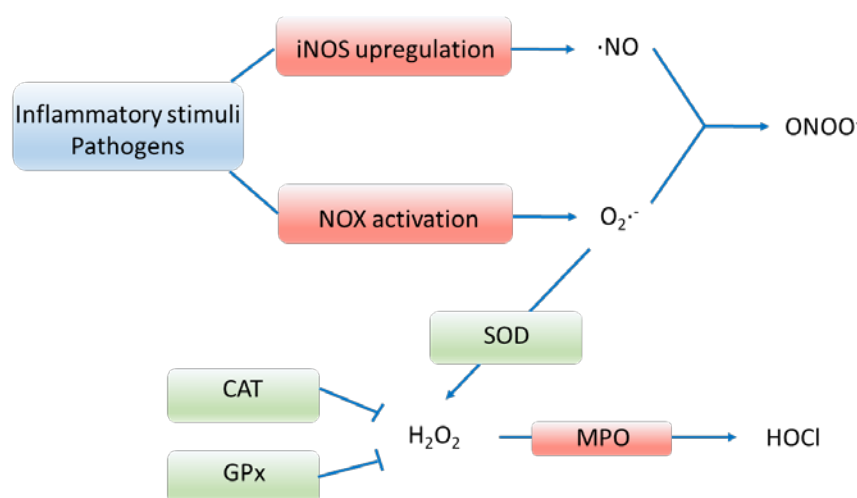 iNOS upregulation
·NO
Inflammatory stimuli
Pathogens
ONOO⁻
NOX activation
O₂·⁻
SOD
CAT
H₂O₂
MPO
HOCl
GPx